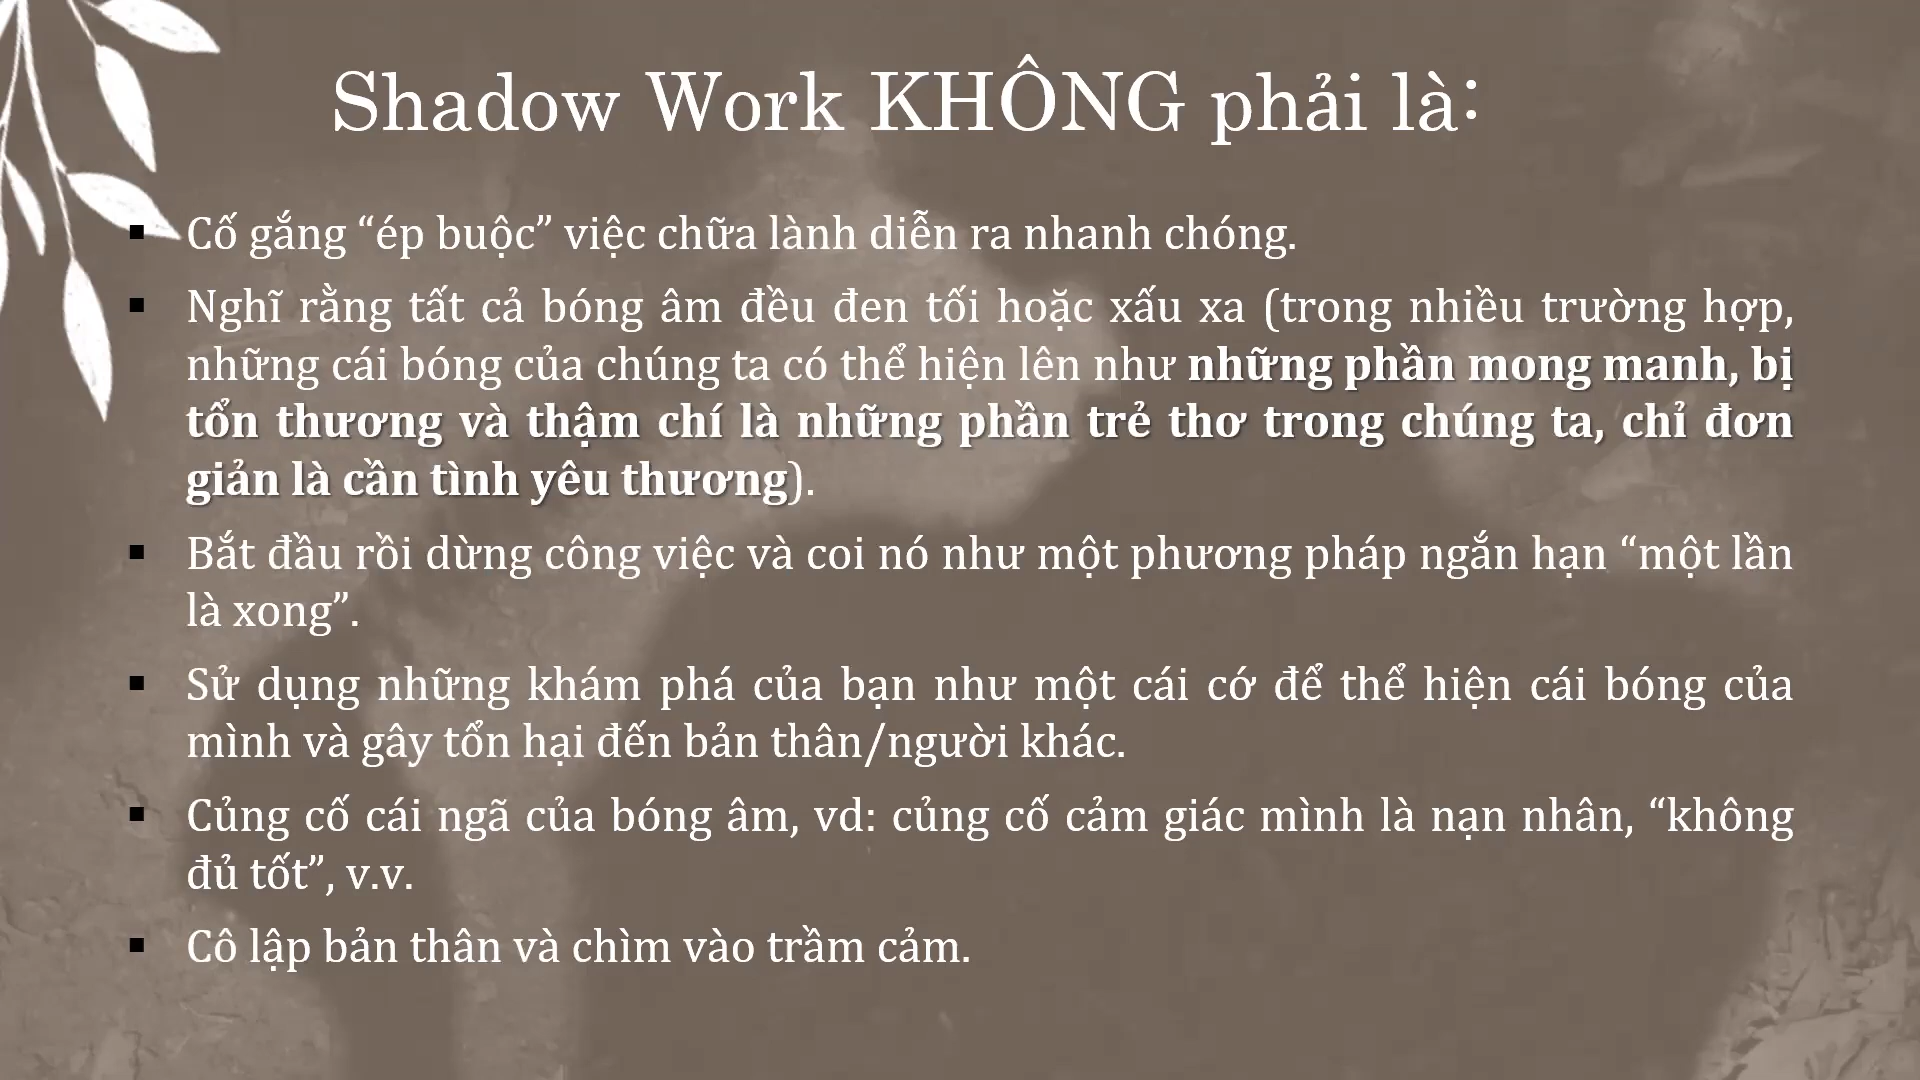 Shadow Work KHÔNG phải là:
▪ Cố gắng “ép buộc” việc chữa lành diễn ra nhanh chóng.
▪ Nghĩ rằng tất cả bóng âm đều đen tối hoặc xấu xa (trong nhiều trường hợp,
những cái bóng của chúng ta có thể hiện lên như những phần mong manh, bị
tổn thương và thậm chí là những phần trẻ thơ trong chúng ta, chỉ đơn
giản là cần tình yêu thương).
▪ Bắt đầu rồi dừng công việc và coi nó như một phương pháp ngắn hạn “một lần
là xong”.
▪ Sử dụng những khám phá của bạn như một cái cớ để thể hiện cái bóng của
mình và gây tổn hại đến bản thân/người khác.
▪ Củng cố cái ngã của bóng âm, vd: củng cố cảm giác mình là nạn nhân, “không
đủ tốt”, v.v.
▪ Cô lập bản thân và chìm vào trầm cảm.